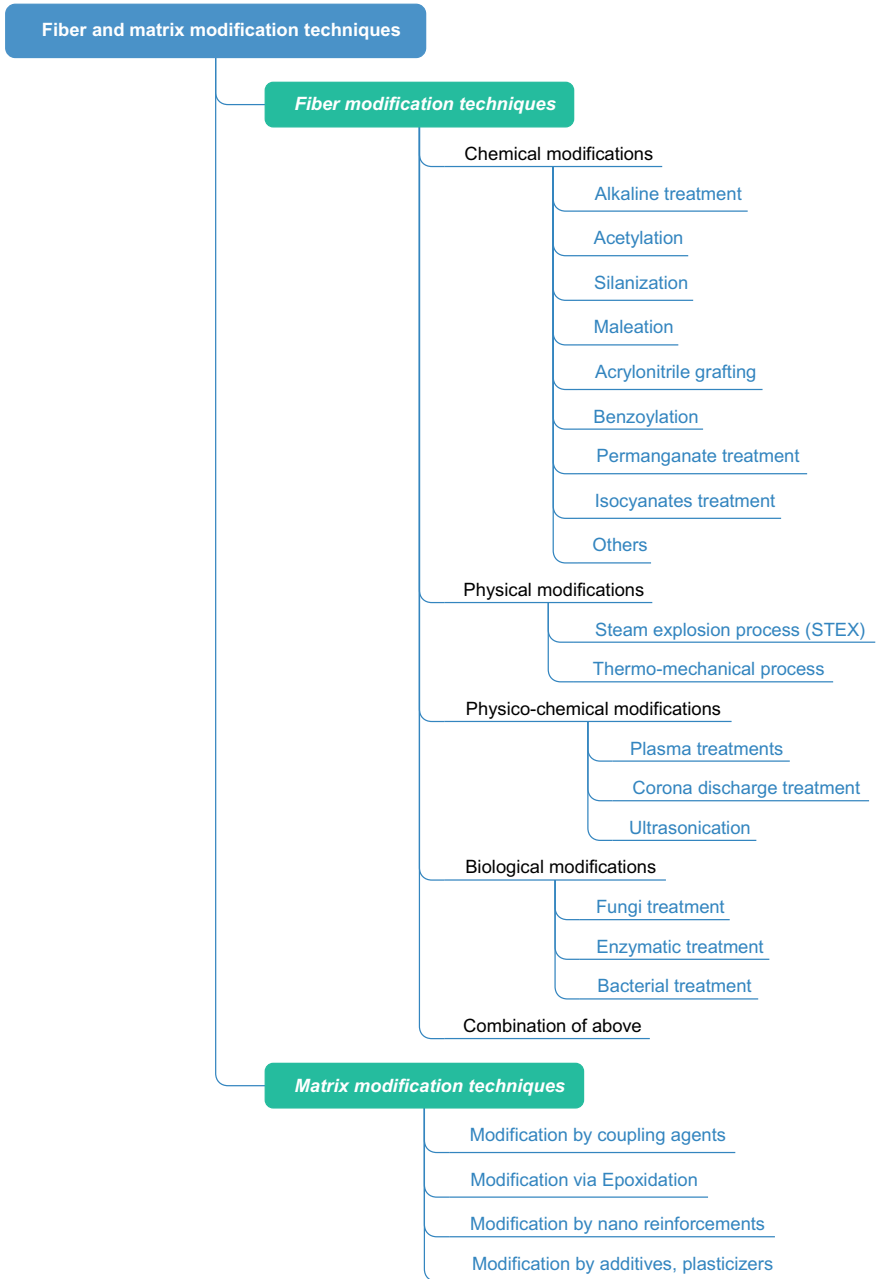 Fiber and matrix modification techniques
Fiber modification techniques
Chemical modifications
Alkaline treatment
Acetylation
Silanization
Maleation
Acrylonitrile grafting
Benzoylation
Permanganate treatment
Isocyanates treatment
Others
Physical modifications
Steam explosion process (STEX)
Thermo-mechanical process
Physico-chemical modifications
Plasma treatments
Corona discharge treatment
Ultrasonication
Biological modifications
Fungi treatment
Enzymatic treatment
Bacterial treatment
Combination of above
Matrix modification techniques
Modification by coupling agents
Modification via Epoxidation
Modification by nano reinforcements
Modification by additives, plasticizers